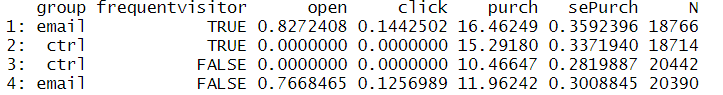 group frequentvisitor open click purch sePurch N
1: email TRUE 0.8272408 0.1442502 16.46249 0.3592396 18766
2: ctrl TRUE 0.0000000 0.0000000 15.29180 0.3371940 18714
3: ctrl FALSE 0.0000000 0.0000000 10.46647 0.2819887 20442
4: email FALSE 0.7668465 0.1256989 11.96242 0.3008845 20390